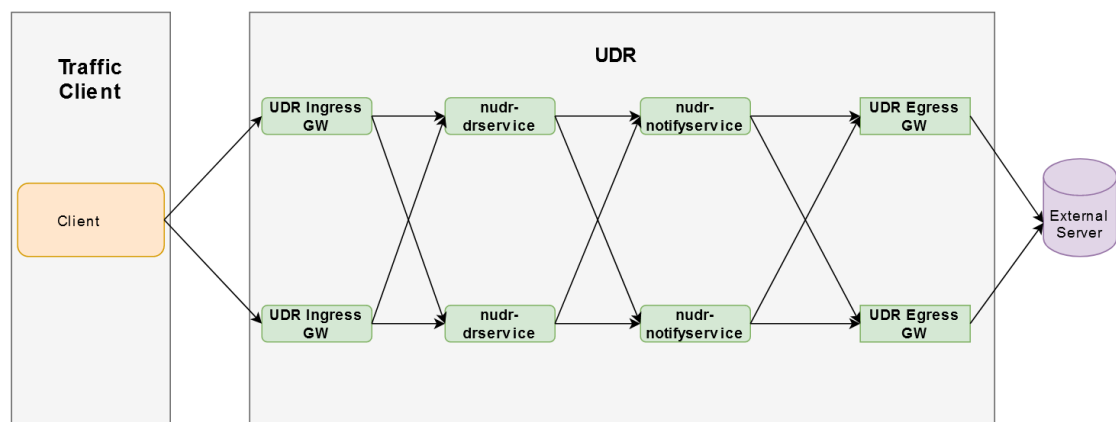 Traffic
Client
UDR
UDR Ingress
GW
nudr-
drservice
nudr-
notifyservice
UDR Egress
GW
Client
External
Server
UDR Ingress
GW
nudr-
drservice
nudr-
notifyservice
UDR Egress
GW